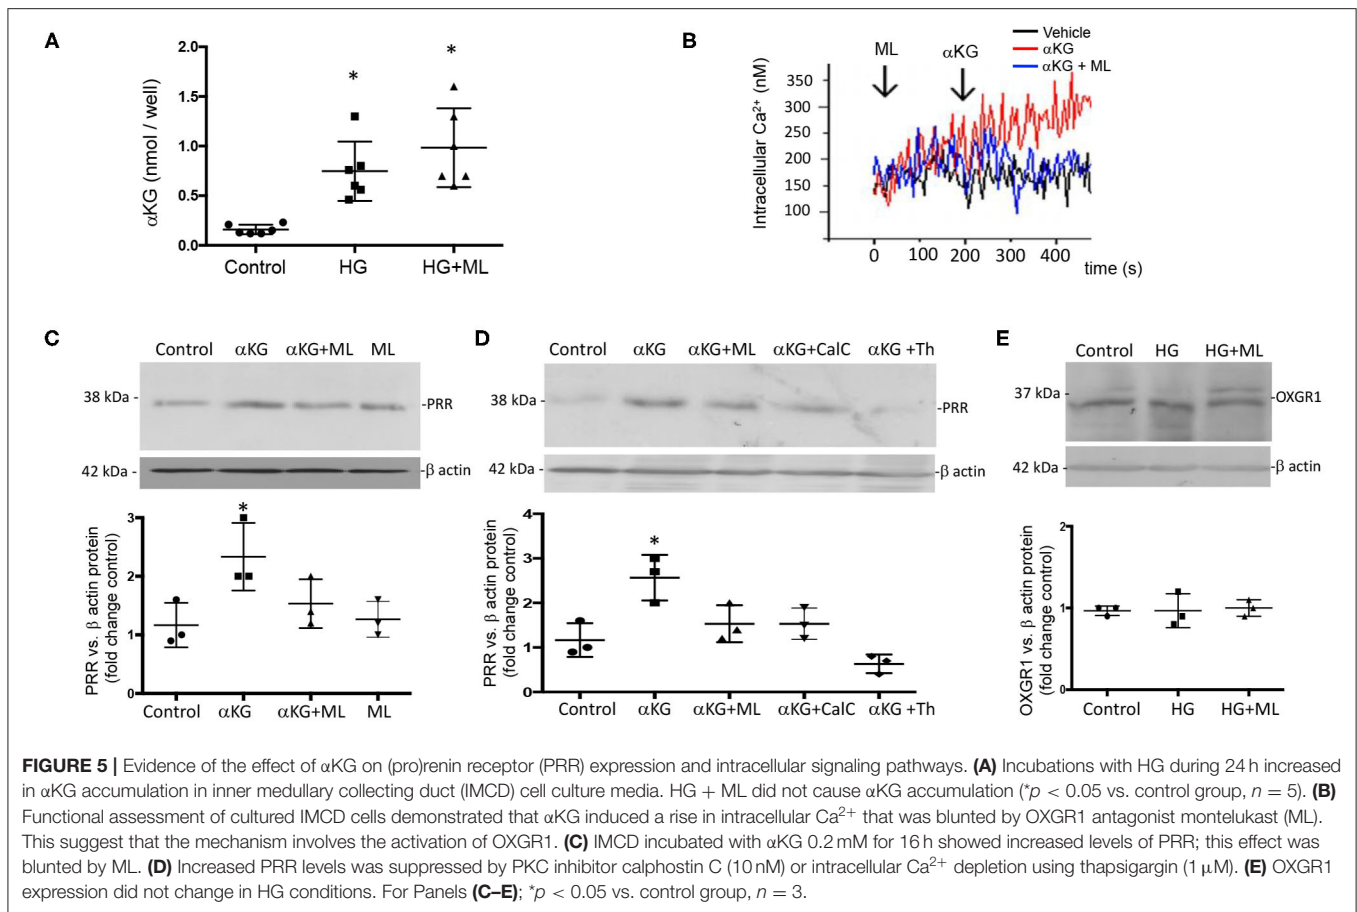 A
αKG (nmol / well)
2.0
1.5
1.0
0.5
0.0
*
*
Control HG HG+ML
B
Vehicle
αKG
αKG + ML
ML
αKG
Intracellular Ca²⁺ (nM)
350
300
250
200
150
100
0 100 200 300 400
time (s)
C
Control αKG αKG+ML ML
38 kDa -
-PRR
42 kDa -
-β actin
PRR vs. β actin protein
(fold change control)
3
2
1
0
*
Control αKG αKG+ML ML
D
Control αKG αKG+ML αKG+CalC αKG +Th
38 kDa -
-PRR
42 kDa -
-β actin
PRR vs. β actin protein
(fold change control)
4
3
2
1
0
*
Control αKG αKG+ML αKG+CalC αKG +Th
E
Control HG HG+ML
37 kDa -
-OXGR1
42 kDa -
-β actin
OXGR1 vs. β actin protein
(fold change control)
2
1
0
Control HG HG+ML
FIGURE 5 | Evidence of the effect of αKG on (pro)renin receptor (PRR) expression and intracellular signaling pathways. (A) Incubations with HG during 24 h increased
in αKG accumulation in inner medullary collecting duct (IMCD) cell culture media. HG + ML did not cause αKG accumulation (*p < 0.05 vs. control group, n = 5). (B)
Functional assessment of cultured IMCD cells demonstrated that αKG induced a rise in intracellular Ca²⁺ that was blunted by OXGR1 antagonist montelukast (ML).
This suggest that the mechanism involves the activation of OXGR1. (C) IMCD incubated with αKG 0.2 mM for 16 h showed increased levels of PRR; this effect was
blunted by ML. (D) Increased PRR levels was suppressed by PKC inhibitor calphostin C (10 nM) or intracellular Ca²⁺ depletion using thapsigargin (1 μM). (E) OXGR1
expression did not change in HG conditions. For Panels (C–E); *p < 0.05 vs. control group, n = 3.